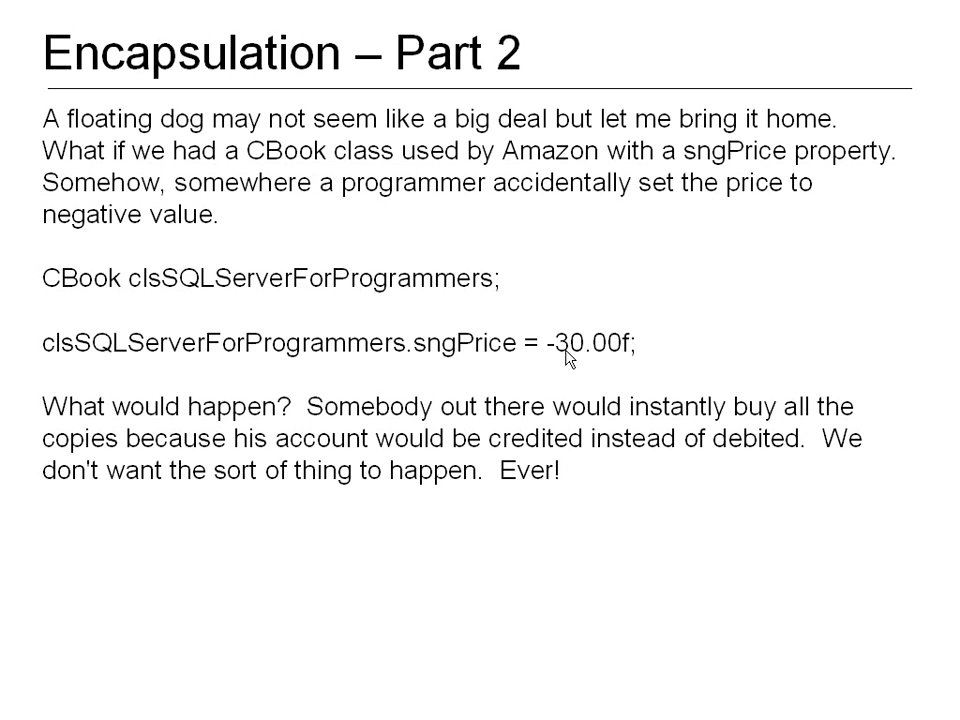 Encapsulation – Part 2
A floating dog may not seem like a big deal but let me bring it home.
What if we had a CBook class used by Amazon with a sngPrice property.
Somehow, somewhere a programmer accidentally set the price to
negative value.
CBook clsSQLServerForProgrammers;
clsSQLServerForProgrammers.sngPrice = -30.00f;
What would happen?  Somebody out there would instantly buy all the
copies because his account would be credited instead of debited.  We
don't want the sort of thing to happen.  Ever!